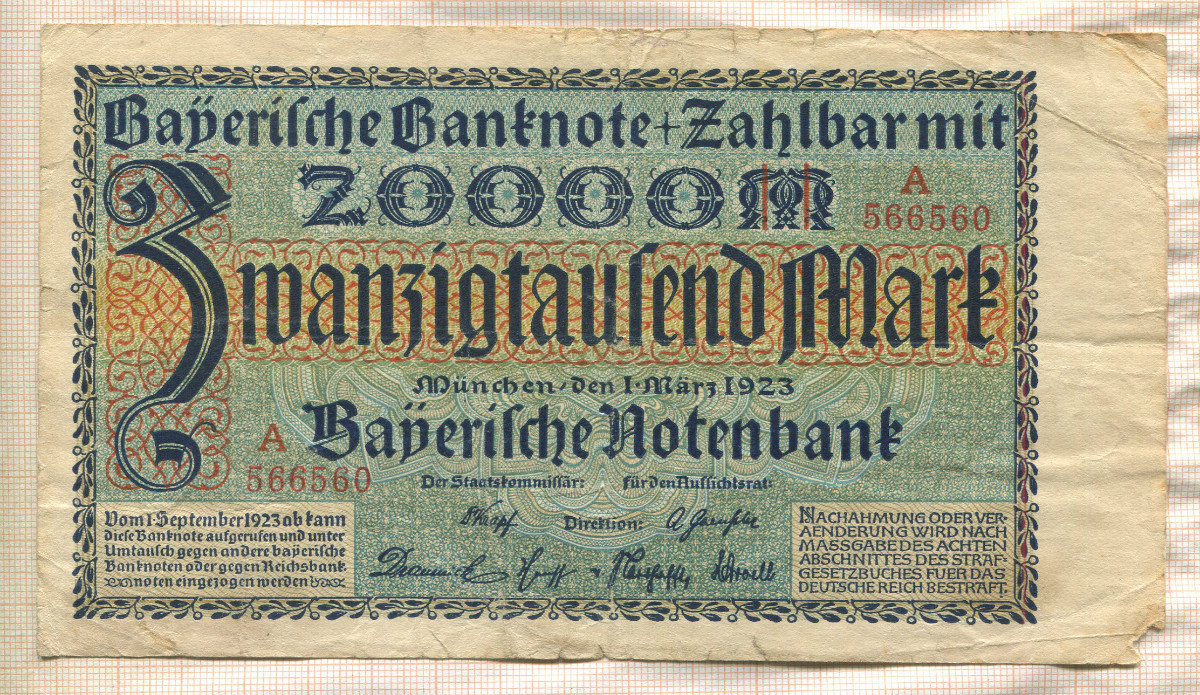 Bayerische Banknote + Zahlbar mit
20000 M
A
566560
Zwanzigtausend Mark
München, den 1. März 1923
A
566560
Bayerische Notenbank
Der Staatskommissär: Für den Aufsichtsrat:
Direktion:
Vom 1. September 1923 ab kann
diese Banknote aufgerufen und unter
Umtausch gegen andere bayerische
Banknoten oder gegen Reichsbank-
noten eingezogen werden
NACHAHMUNG ODER VER-
AENDERUNG WIRD NACH
MASSGABE DES ACHTEN
ABSCHNITTES DES STRAF-
GESETZBUCHES FUER DAS
DEUTSCHE REICH BESTRAFT.